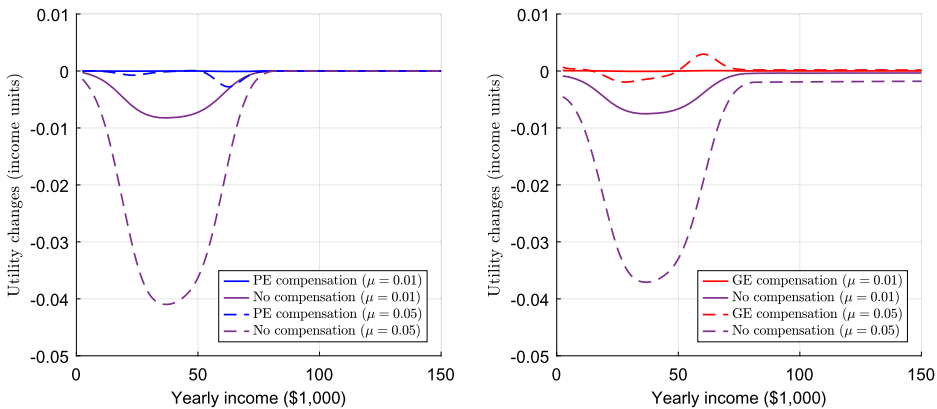 0.01
0
-0.01
-0.02
-0.03
-0.04
-0.05
Utility changes (income units)
PE compensation (μ = 0.01)
No compensation (μ = 0.01)
PE compensation (μ = 0.05)
No compensation (μ = 0.05)
0
50
100
150
Yearly income ($1,000)
0.01
0
-0.01
-0.02
-0.03
-0.04
-0.05
Utility changes (income units)
GE compensation (μ = 0.01)
No compensation (μ = 0.01)
GE compensation (μ = 0.05)
No compensation (μ = 0.05)
0
50
100
150
Yearly income ($1,000)